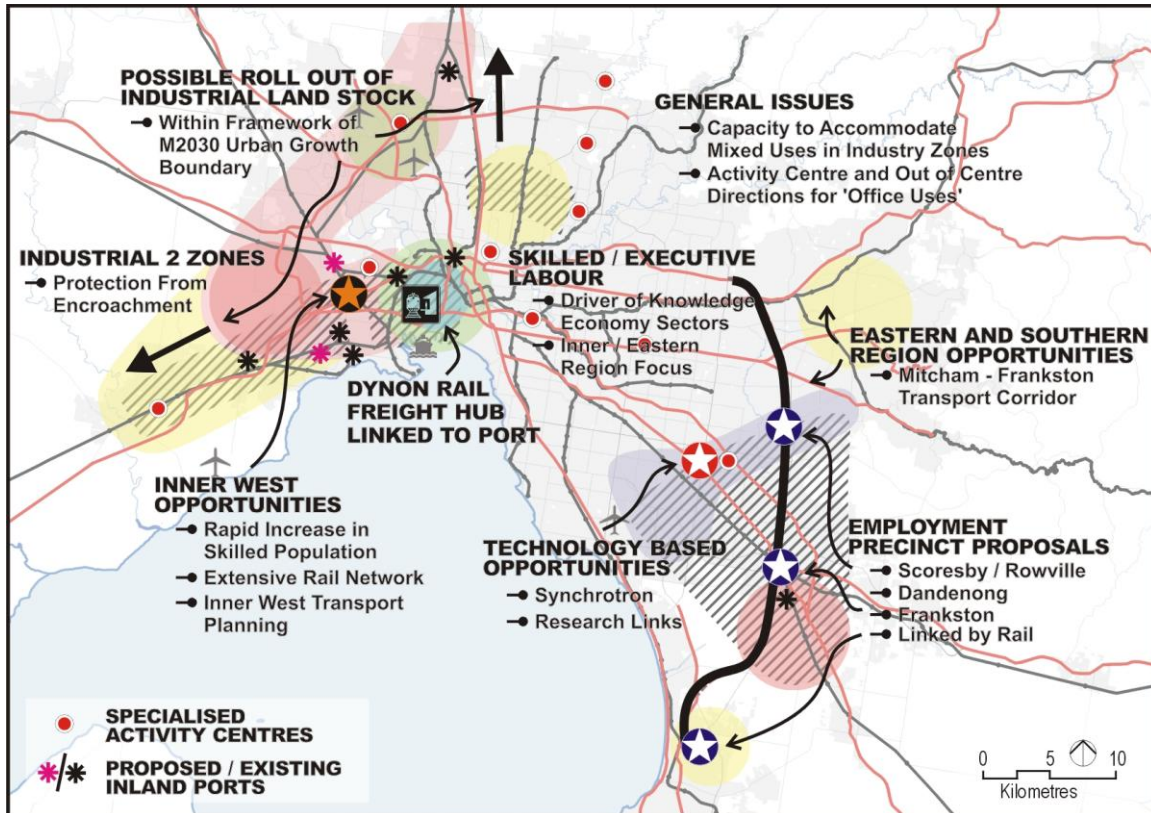 POSSIBLE ROLL OUT OF
INDUSTRIAL LAND STOCK
Within Framework of
M2030 Urban Growth
Boundary
GENERAL ISSUES
Capacity to Accommodate
Mixed Uses in Industry Zones
Activity Centre and Out of Centre
Directions for 'Office Uses'
INDUSTRIAL 2 ZONES
Protection From
Encroachment
SKILLED / EXECUTIVE
LABOUR
Driver of Knowledge
Economy Sectors
Inner / Eastern
Region Focus
EASTERN AND SOUTHERN
REGION OPPORTUNITIES
Mitcham - Frankston
Transport Corridor
DYNON RAIL
FREIGHT HUB
LINKED TO PORT
INNER WEST
OPPORTUNITIES
Rapid Increase in
Skilled Population
Extensive Rail Network
Inner West Transport
Planning
TECHNOLOGY BASED
OPPORTUNITIES
Synchrotron
Research Links
EMPLOYMENT
PRECINCT PROPOSALS
Scoresby / Rowville
Dandenong
Frankston
Linked by Rail
SPECIALISED
ACTIVITY CENTRES
PROPOSED / EXISTING
INLAND PORTS
0 5 10
Kilometres